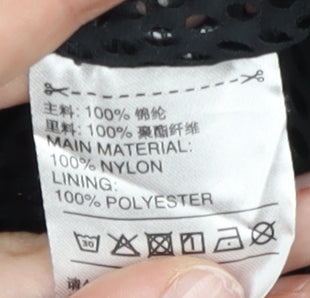 主料: 100% 锦纶
里料: 100% 聚酯纤维
MAIN MATERIAL:
100% NYLON
LINING:
100% POLYESTER
30